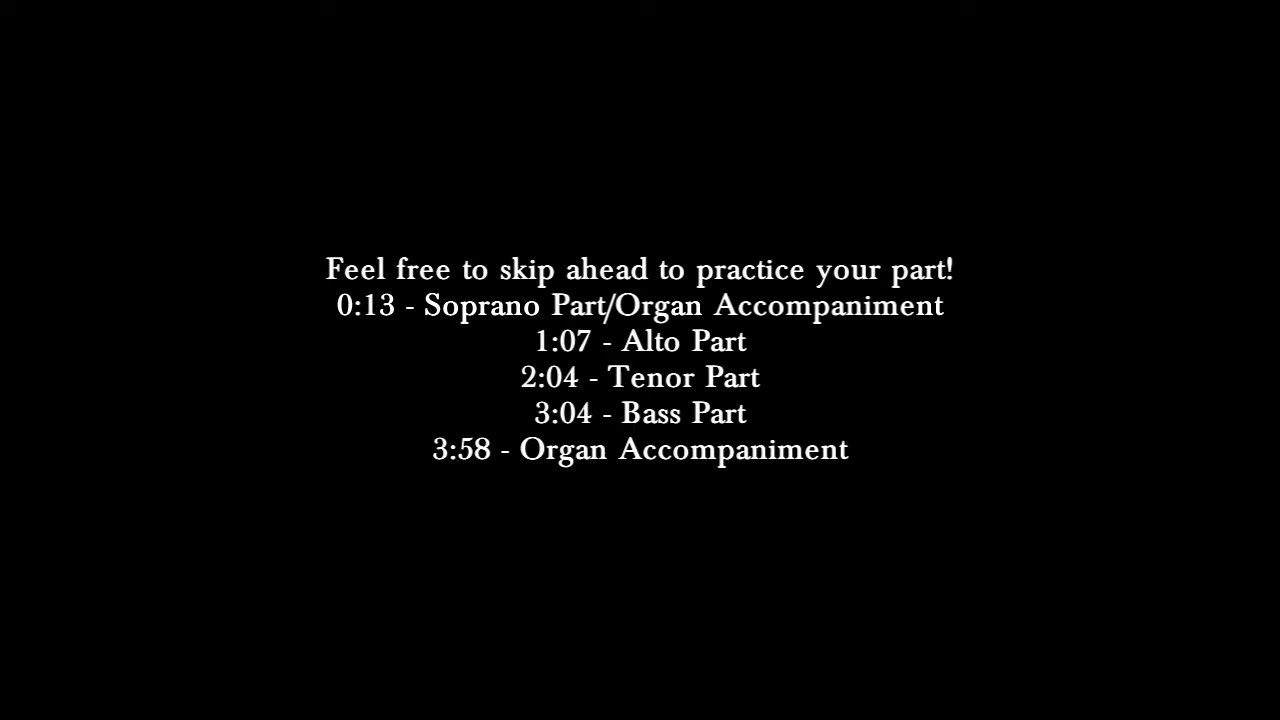 Feel free to skip ahead to practice your part!
0:13 - Soprano Part/Organ Accompaniment
1:07 - Alto Part
2:04 - Tenor Part
3:04 - Bass Part
3:58 - Organ Accompaniment